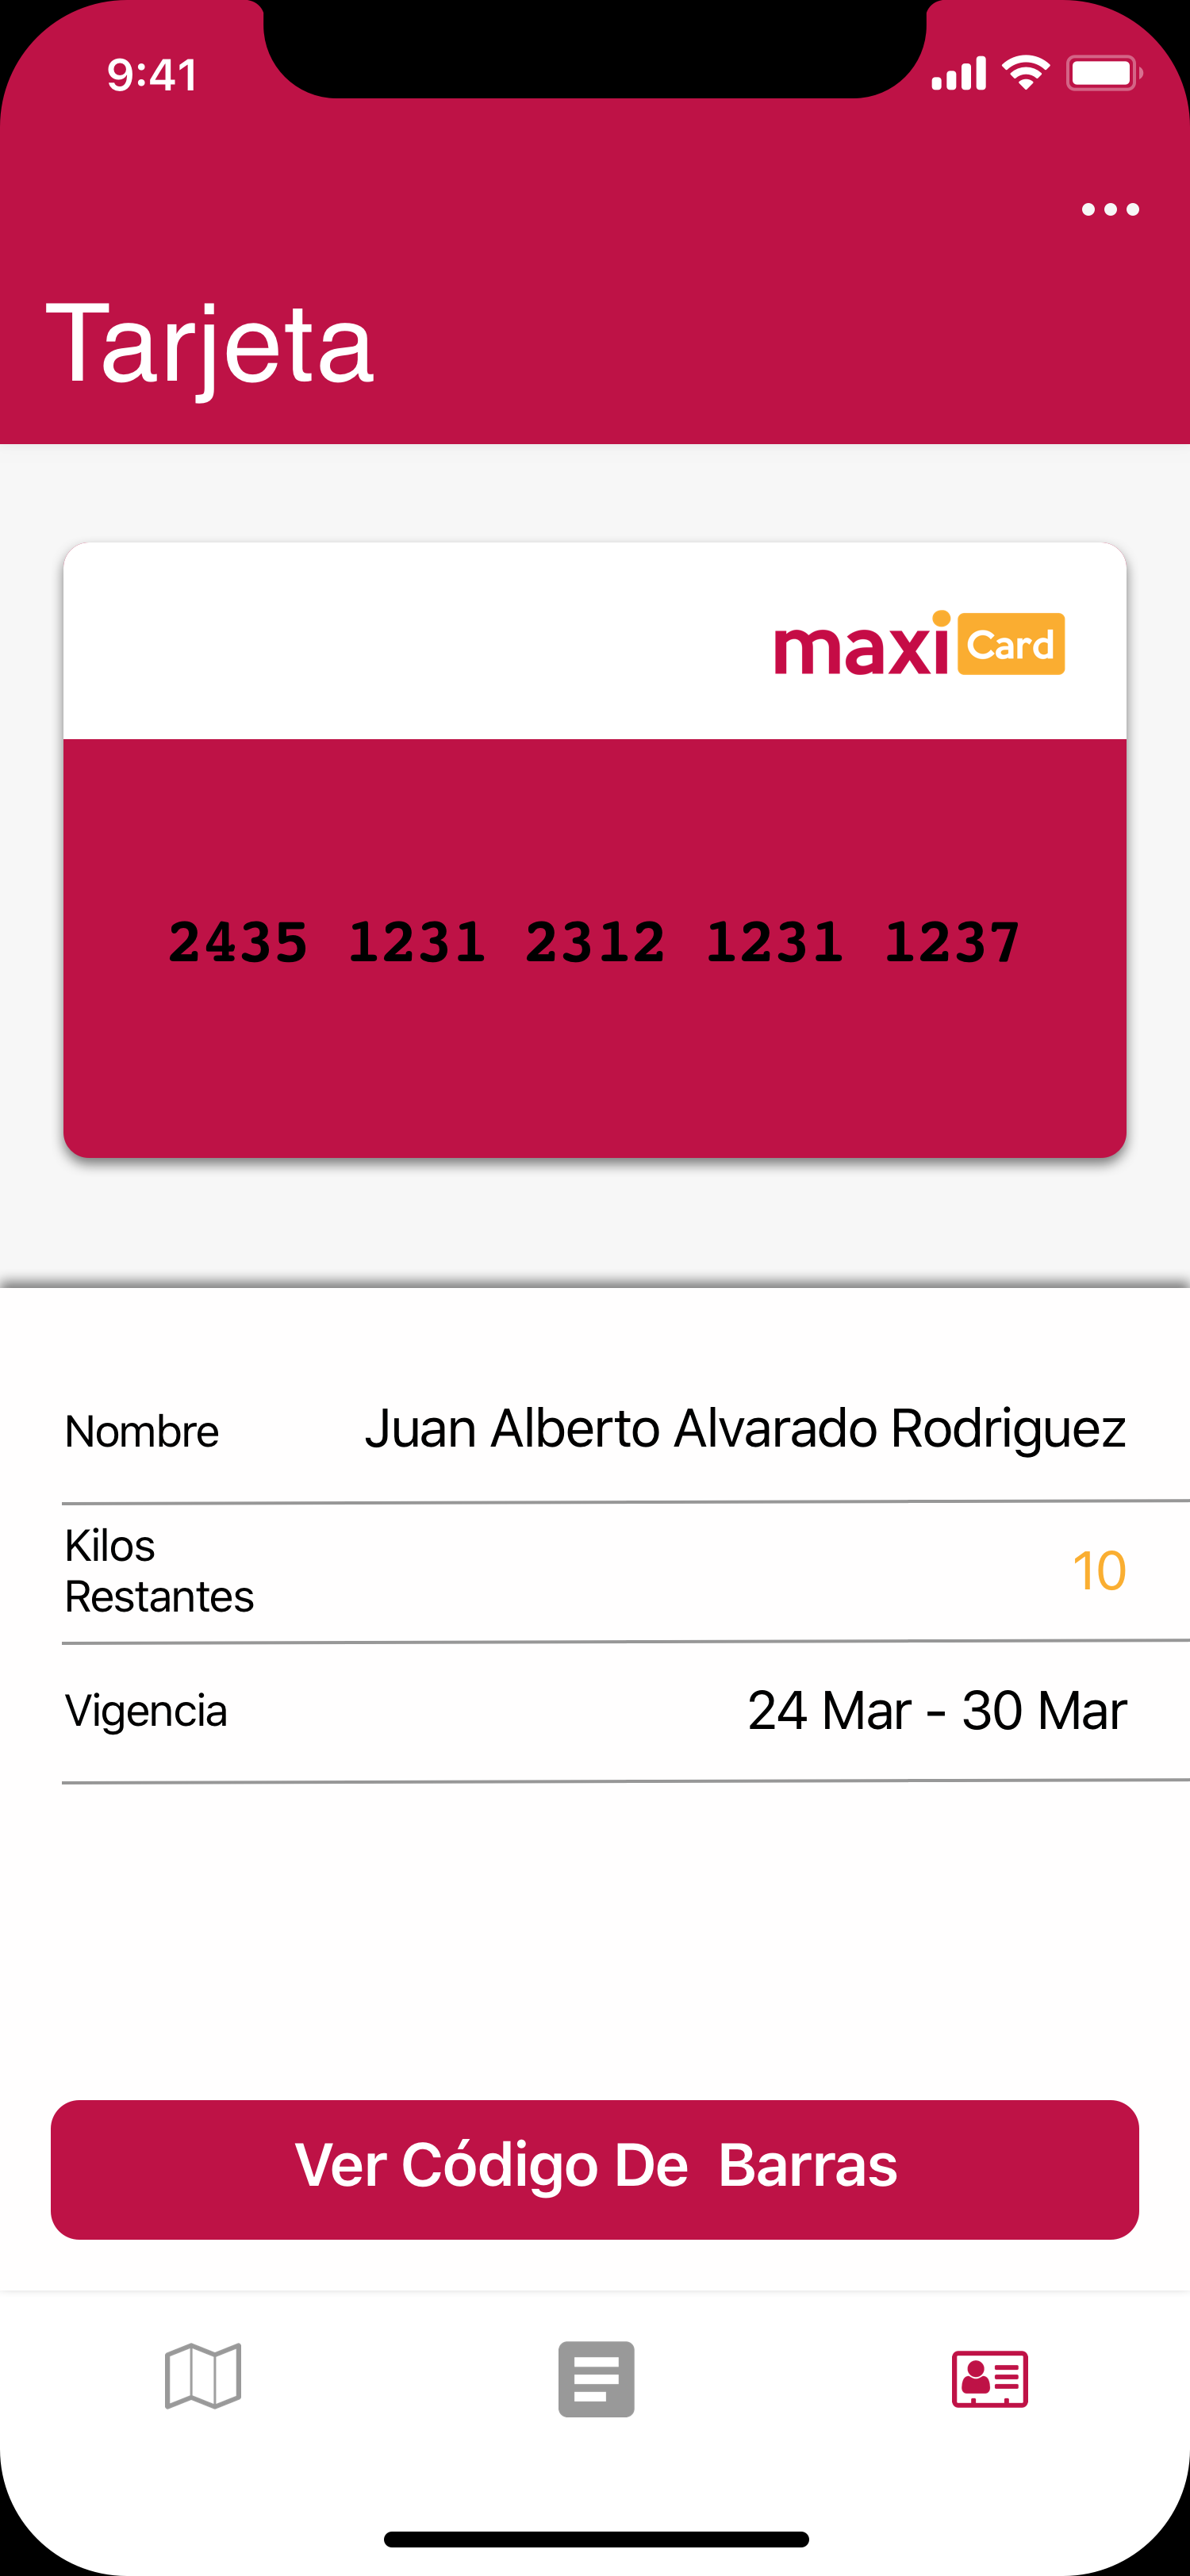 9:41
Tarjeta
maxi Card
2435 1231 2312 1231 1237
Nombre Juan Alberto Alvarado Rodriguez
Kilos
Restantes
10
Vigencia 24 Mar - 30 Mar
Ver Código De  Barras